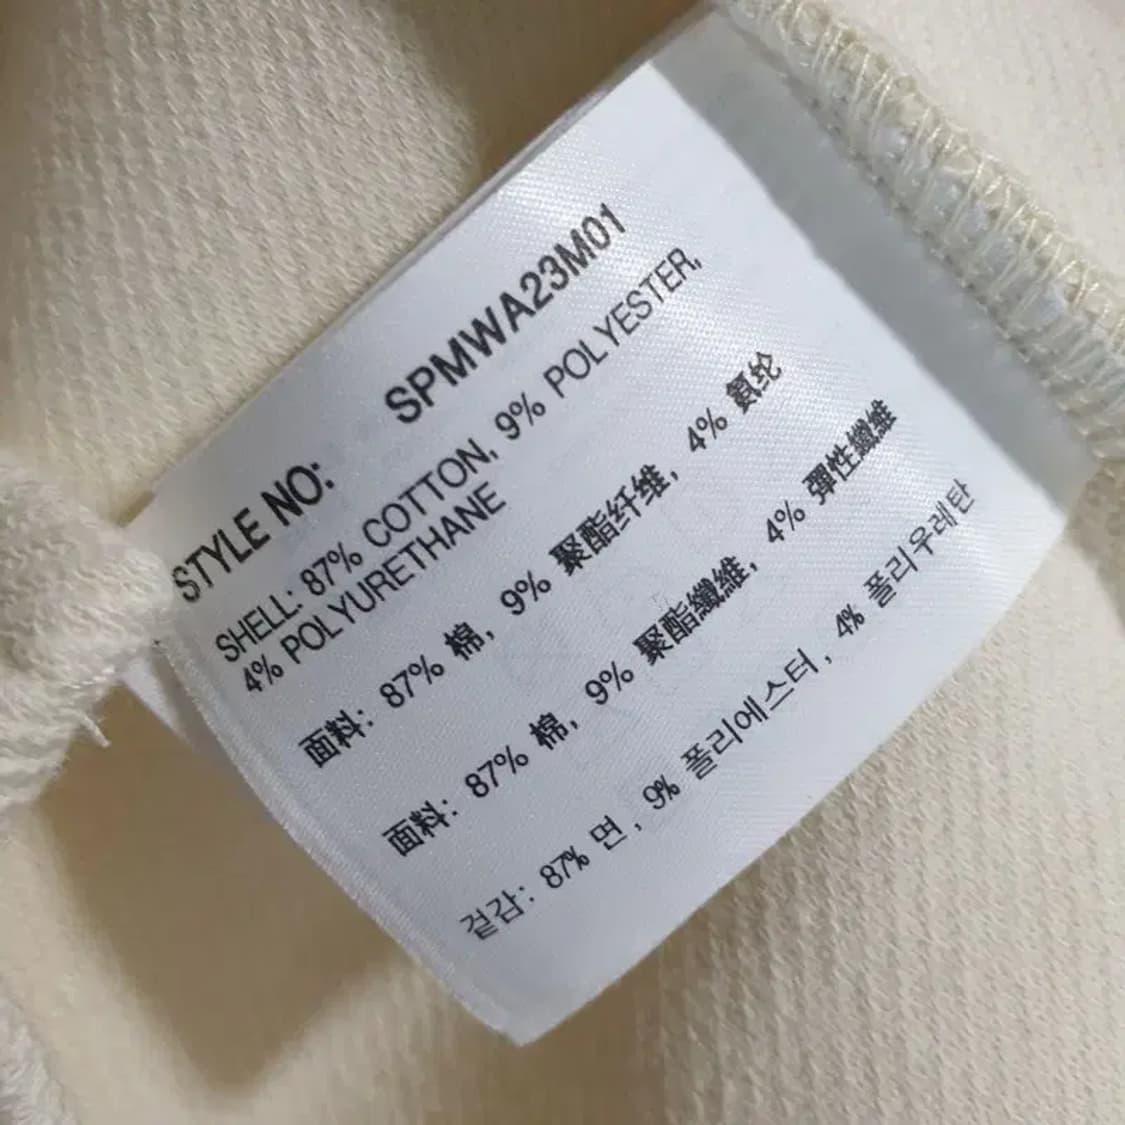 STYLE NO: SPMWA23M01
SHELL: 87% COTTON, 9% POLYESTER,
4% POLYURETHANE
面料: 87% 棉, 9% 聚酯纤维, 4% 氨纶
面料: 87% 棉, 9% 聚酯纖維, 4% 彈性纖維
겉감: 87% 면, 9% 폴리에스터, 4% 폴리우레탄